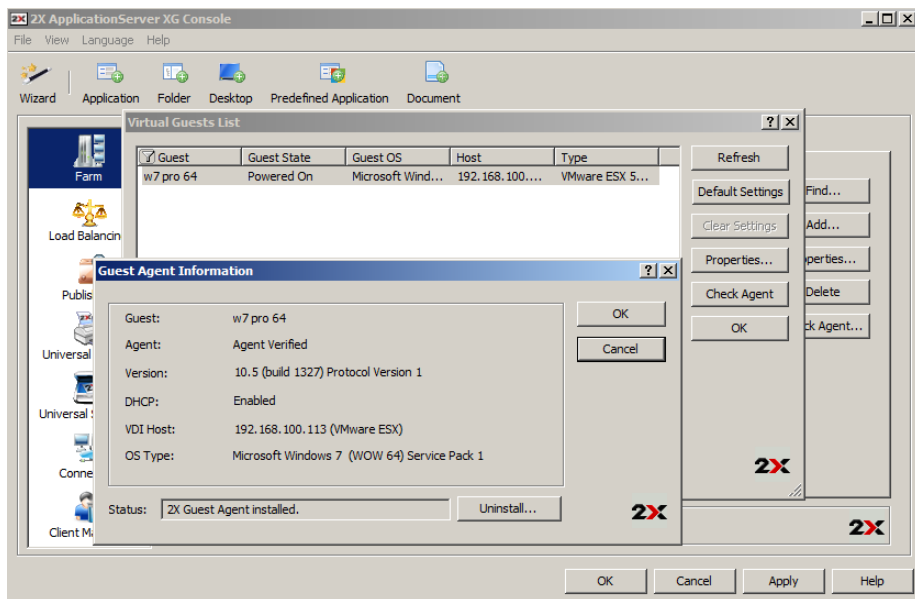 2X 2X ApplicationServer XG Console
File View Language Help
Wizard Application Folder Desktop Predefined Application Document
Virtual Guests List
Guest Guest State Guest OS Host Type
w7 pro 64 Powered On Microsoft Wind... 192.168.100.... VMware ESX 5...
Refresh
Default Settings
Clear Settings
Properties...
Check Agent
OK
2X
Find...
Add...
perties...
Delete
ck Agent...
Farm
Load Balancin
Publis
Universal
Universal
Conne
Client M
Guest Agent Information
Guest: w7 pro 64
Agent: Agent Verified
Version: 10.5 (build 1327) Protocol Version 1
DHCP: Enabled
VDI Host: 192.168.100.113 (VMware ESX)
OS Type: Microsoft Windows 7 (WOW 64) Service Pack 1
Status: 2X Guest Agent installed. Uninstall...
OK
Cancel
2X
2X
OK Cancel Apply Help